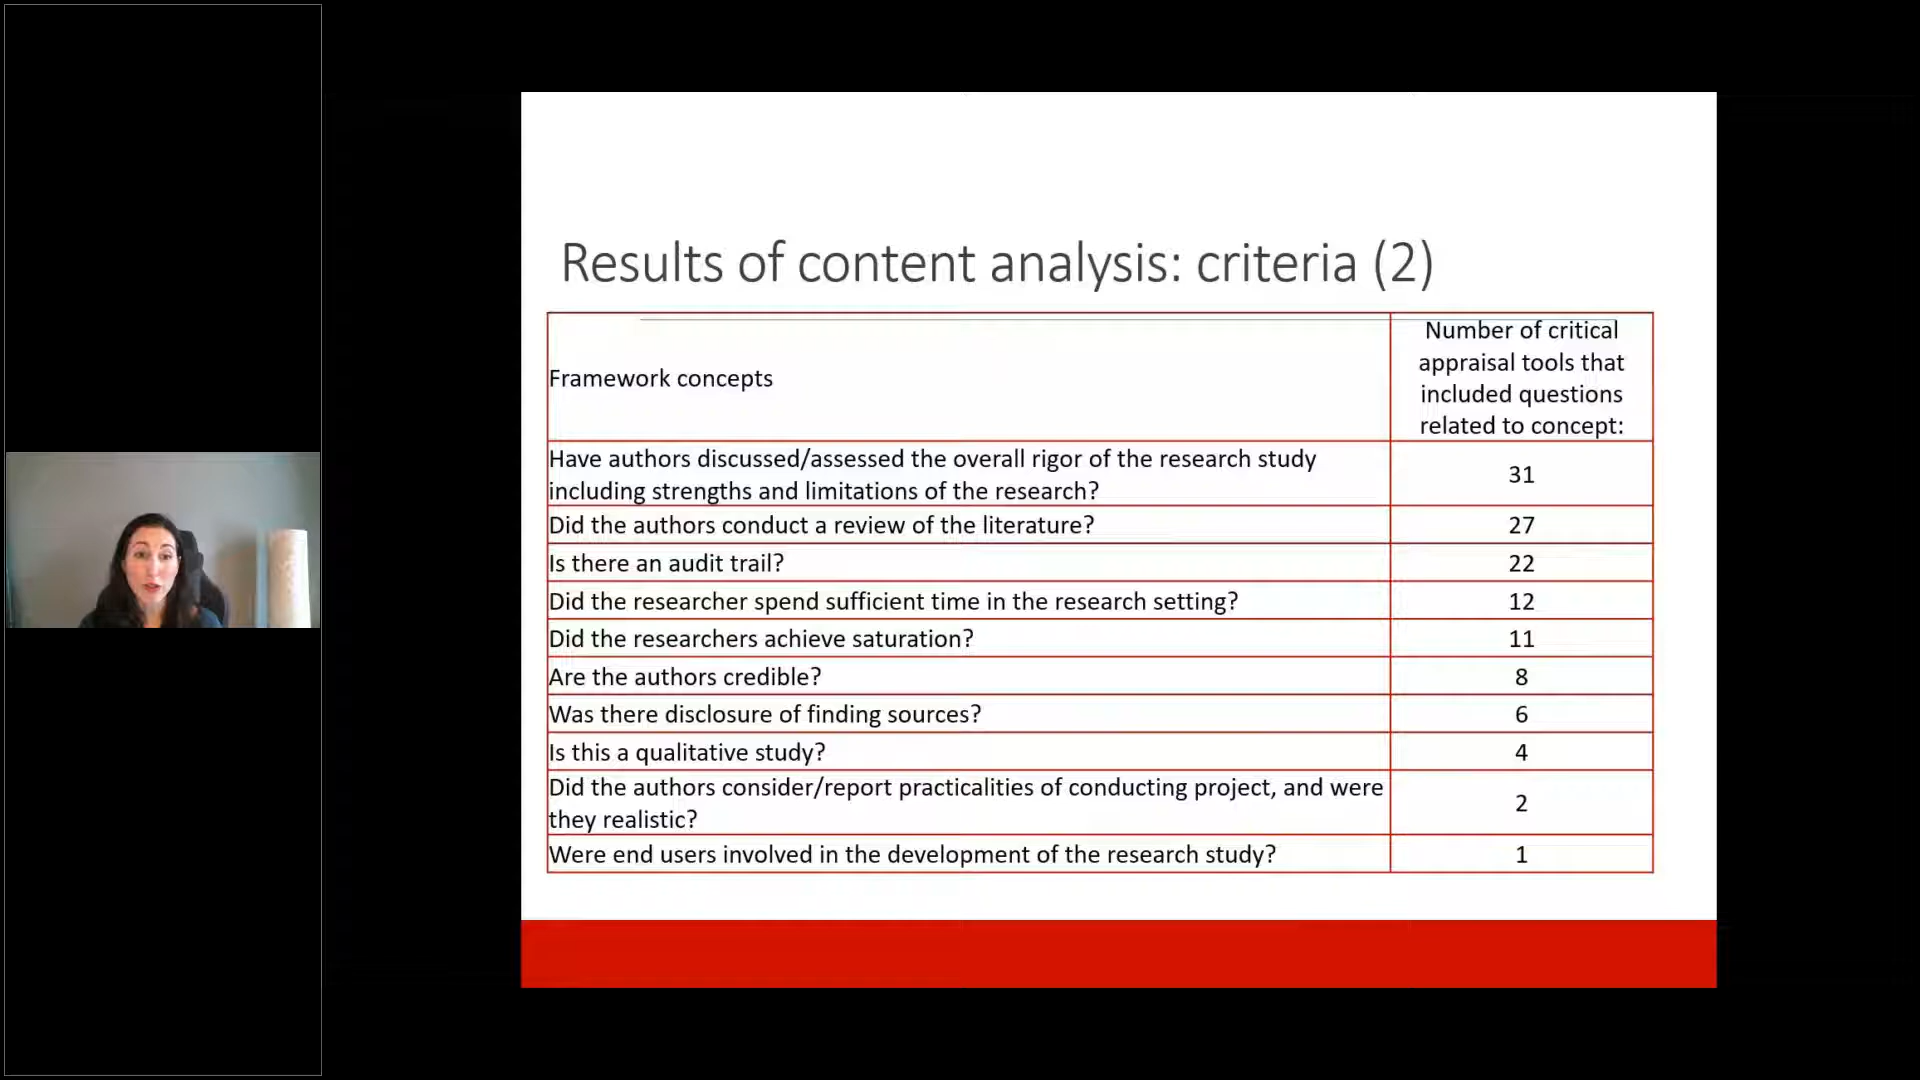 Results of content analysis: criteria (2)
Framework concepts
Number of critical
appraisal tools that
included questions
related to concept:
Have authors discussed/assessed the overall rigor of the research study
including strengths and limitations of the research?
31
Did the authors conduct a review of the literature?
27
Is there an audit trail?
22
Did the researcher spend sufficient time in the research setting?
12
Did the researchers achieve saturation?
11
Are the authors credible?
8
Was there disclosure of finding sources?
6
Is this a qualitative study?
4
Did the authors consider/report practicalities of conducting project, and were
they realistic?
2
Were end users involved in the development of the research study?
1